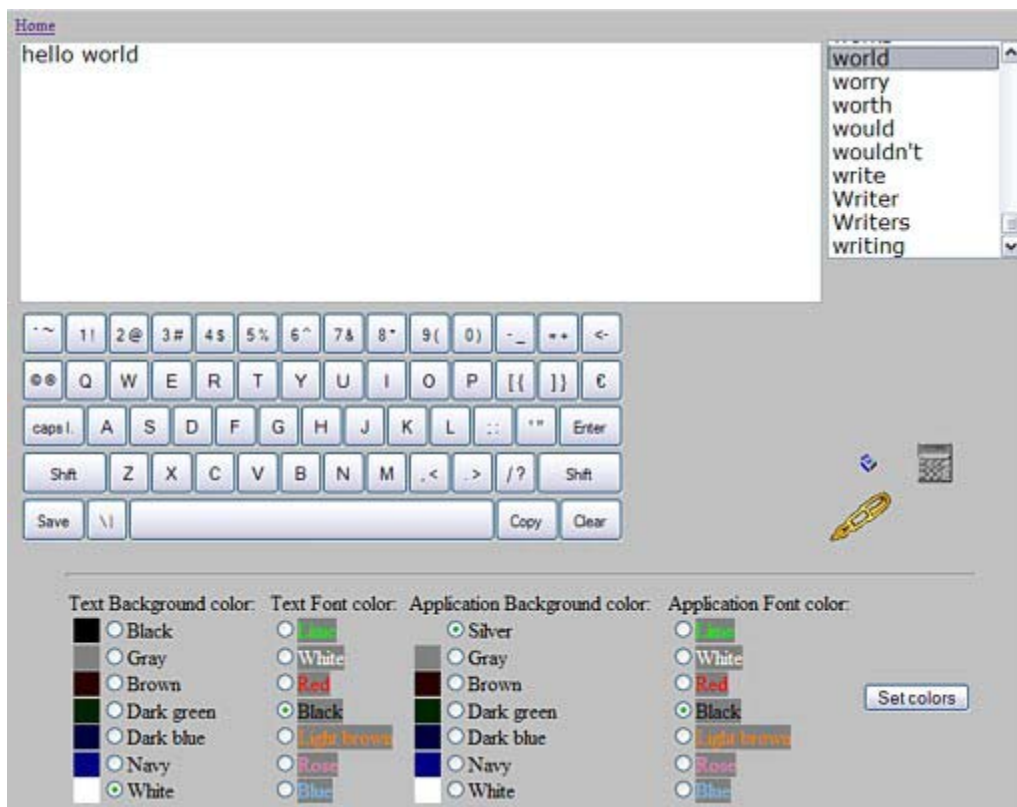 Home
hello world
world
worry
worth
would
wouldn't
write
Writer
Writers
writing
`~ 1! 2@ 3# 4$ 5% 6^ 7& 8* 9( 0) -_ =+ <-
©® Q W E R T Y U I O P [{ ]} €
caps l. A S D F G H J K L ;: '" Enter
Shift Z X C V B N M ,< .> /? Shift
Save \| Copy Clear
Text Background color: Text Font color: Application Background color: Application Font color:
Black Lime Silver Lime
Gray White Gray White
Brown Red Brown Red
Dark green Black Dark green Black
Set colors
Dark blue Light brown Dark blue Light brown
Navy Rose Navy Rose
White Blue White Blue